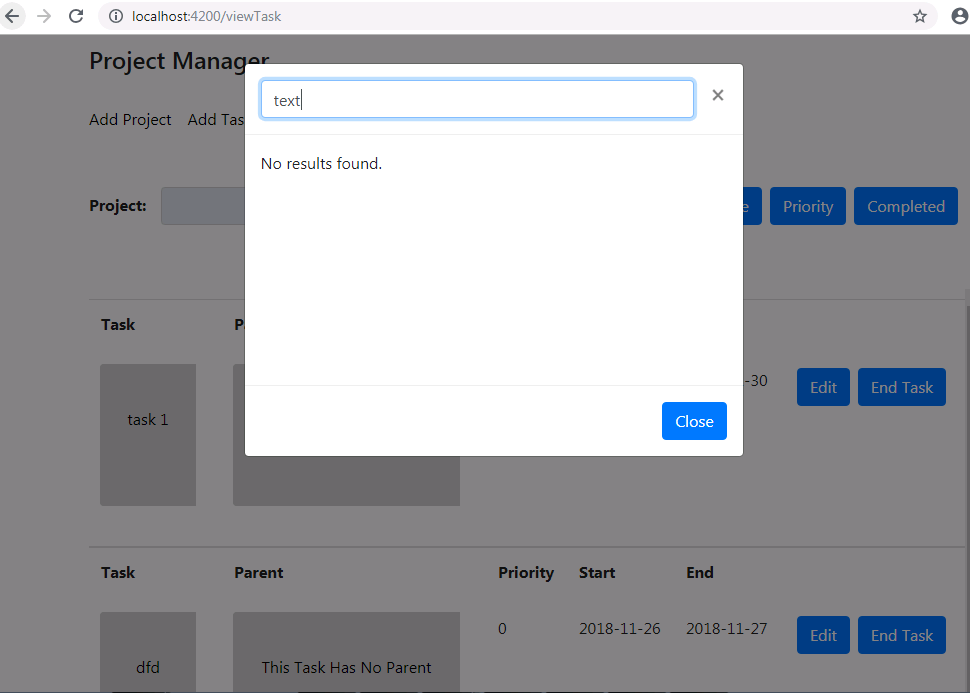 localhost:4200/viewTask
Project Manager
Add Project Add Tas
text
×
No results found.
Project:
e Priority Completed
Task P
task 1
-30 Edit End Task
Close
Task Parent Priority Start End
dfd This Task Has No Parent 0 2018-11-26 2018-11-27 Edit End Task